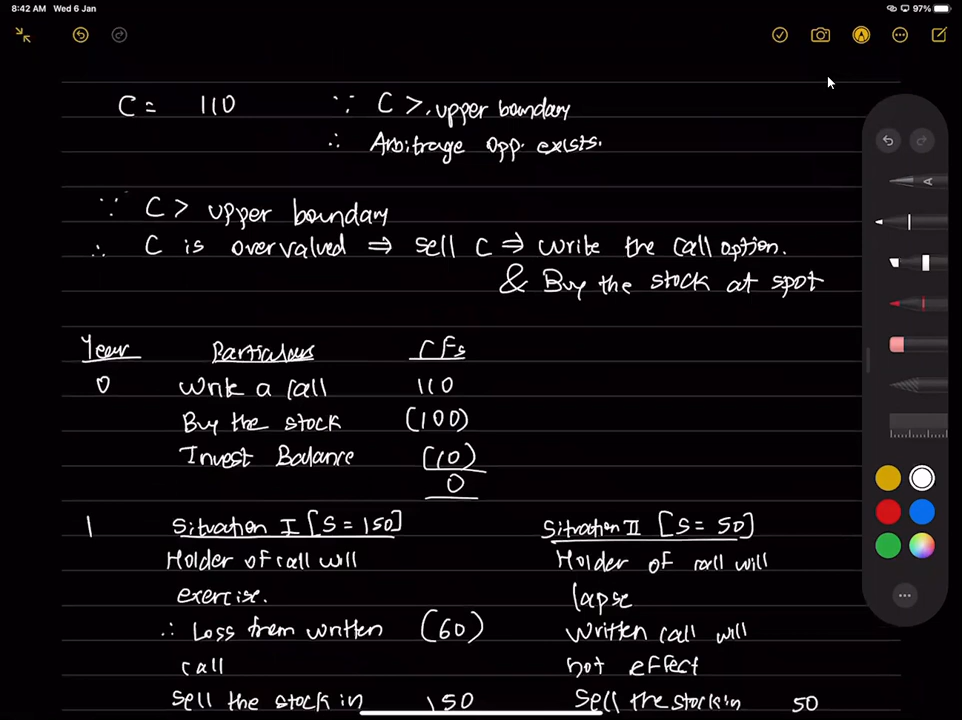 8:42 AM Wed 6 Jan
97%
C = 110 ∵ C > upper boundary
∴ Arbitrage opp. exists.
∵ C > upper boundary
∴ C is overvalued ⇒ sell C ⇒ write the call option.
& Buy the stock at spot
Year Particulars CFs
0 Write a call 110
Buy the stock (100)
Invest Balance (10)
0
1 Situation I [S = 150] Situation II [S = 50]
Holder of call will Holder of call will
exercise. lapse
∴ Loss from written (60) Written call will
call not effect
Sell the stock in 150 Sell the stock in 50